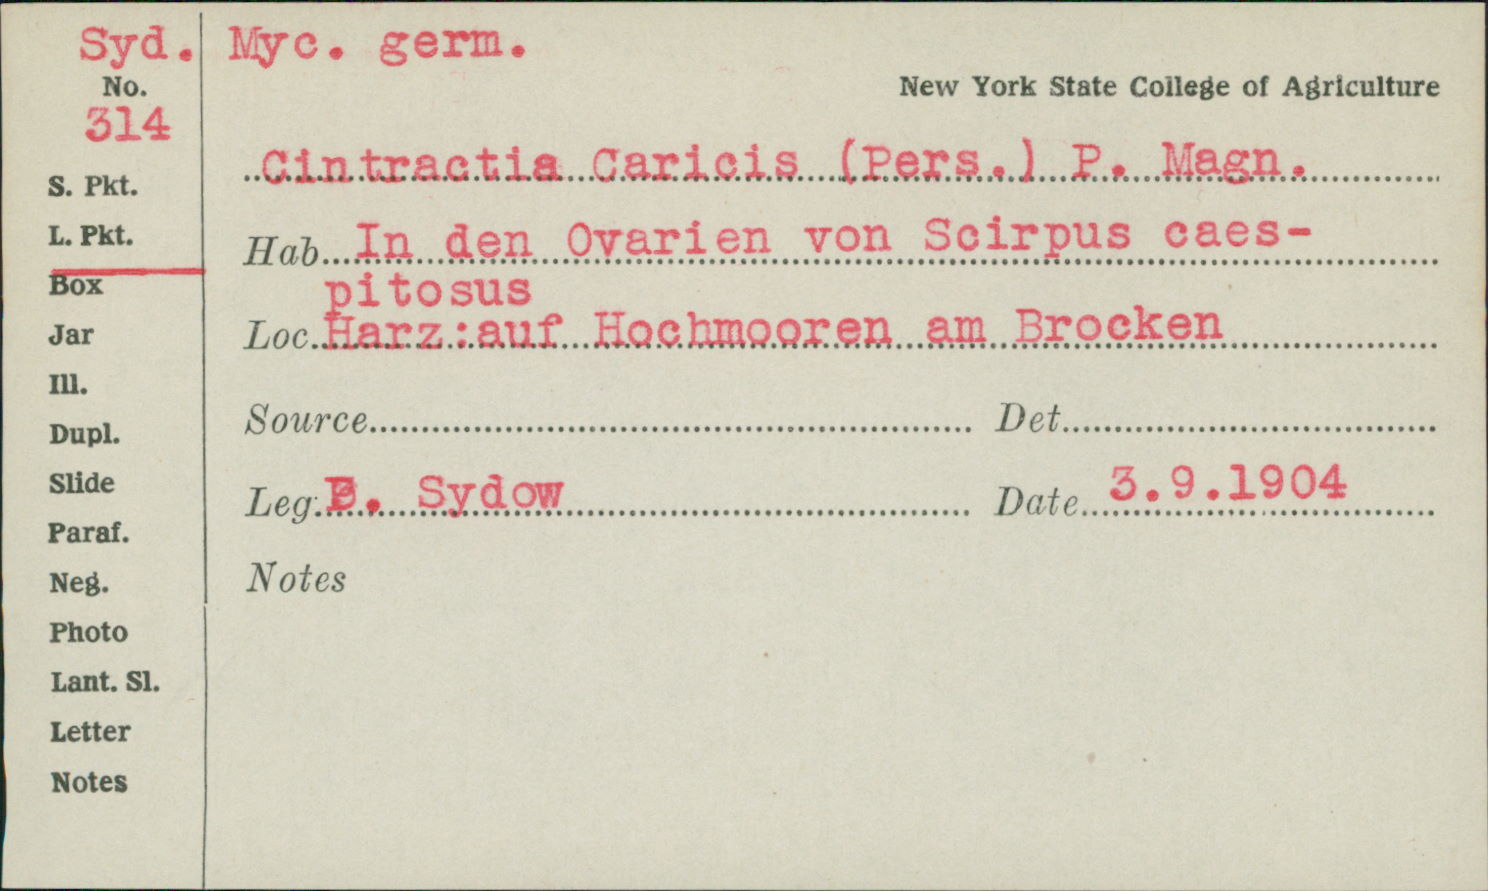 Syd. Myc. germ.
No.
New York State College of Agriculture
314
Cintractia Caricis (Pers.) P. Magn.
S. Pkt.
L. Pkt.
Hab. In den Ovarien von Scirpus caes-
pitosus
Box
Loc. Harz:auf Hochmooren am Brocken
Jar
Ill.
Source
Det.
Dupl.
Slide
Leg. Sydow
Date 3.9.1904
Paraf.
Neg.
Notes
Photo
Lant. Sl.
Letter
Notes